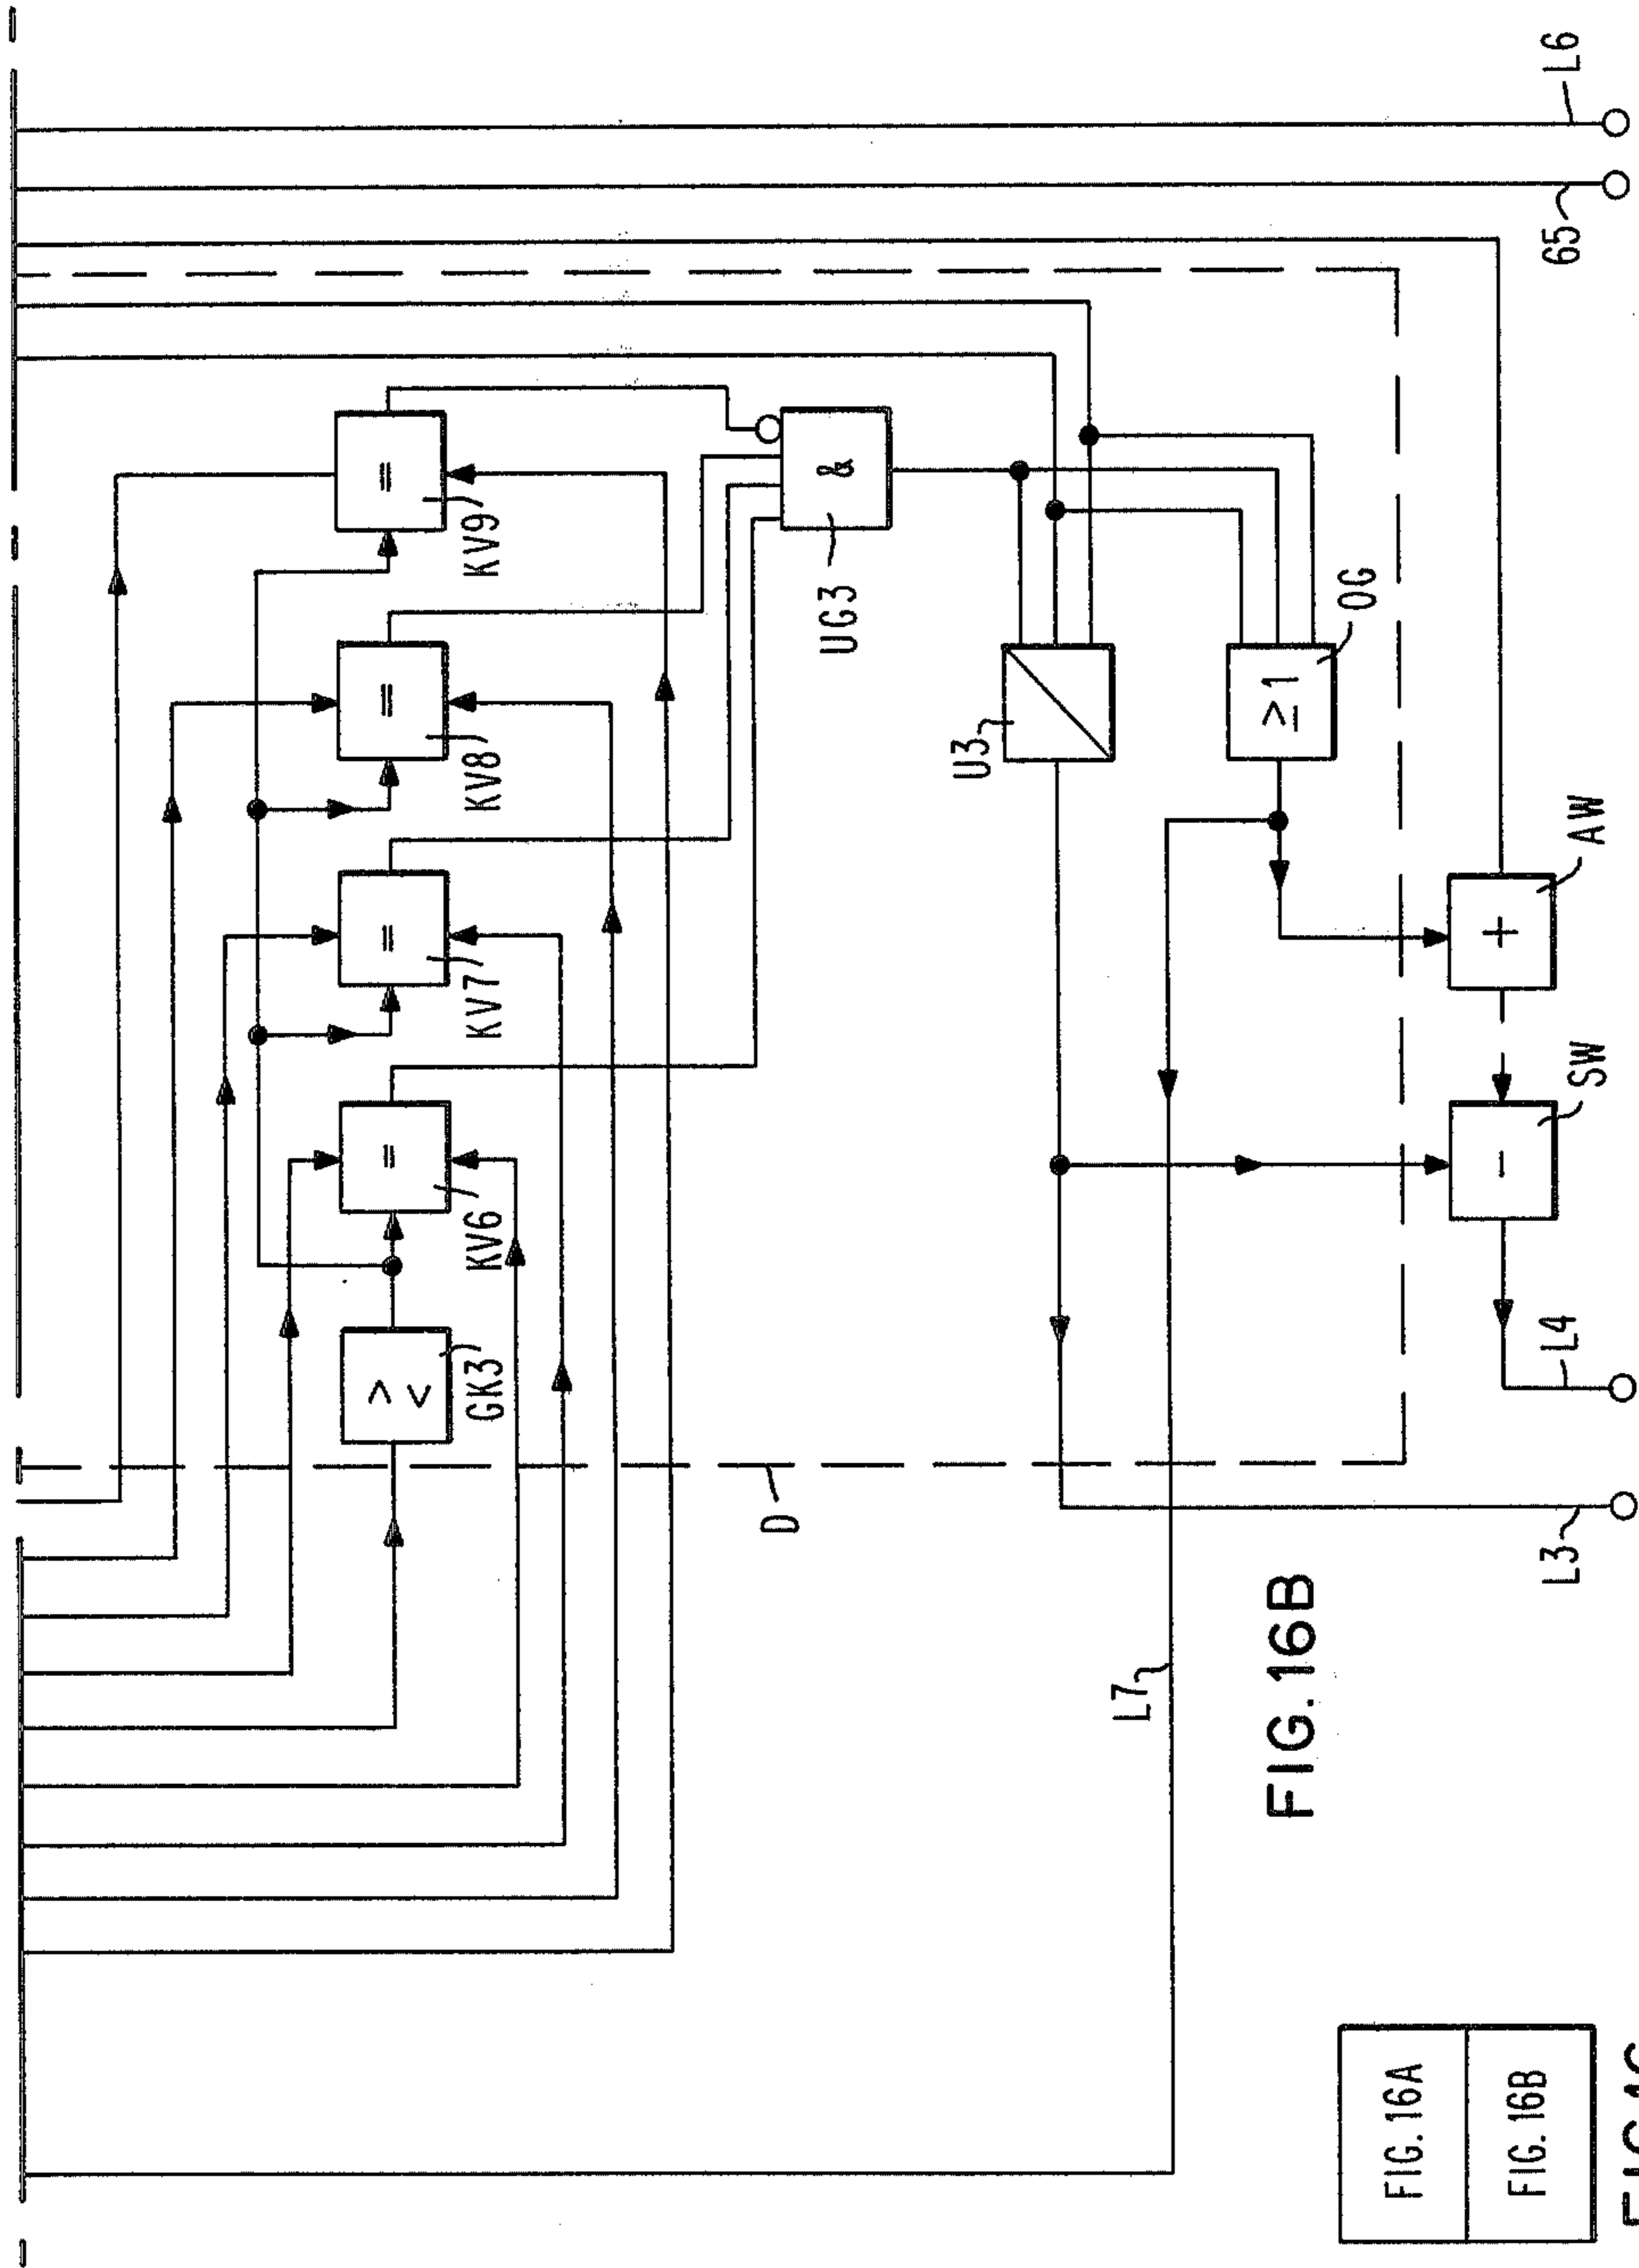 =
KV9
=
KV8
=
KV7
=
KV6
> <
GK3
&
UG3
U3
≥1
OG
+
AW
-
SW
D
L7
L3
L4
65
L6
FIG. 16B
FIG. 16A
FIG. 16B